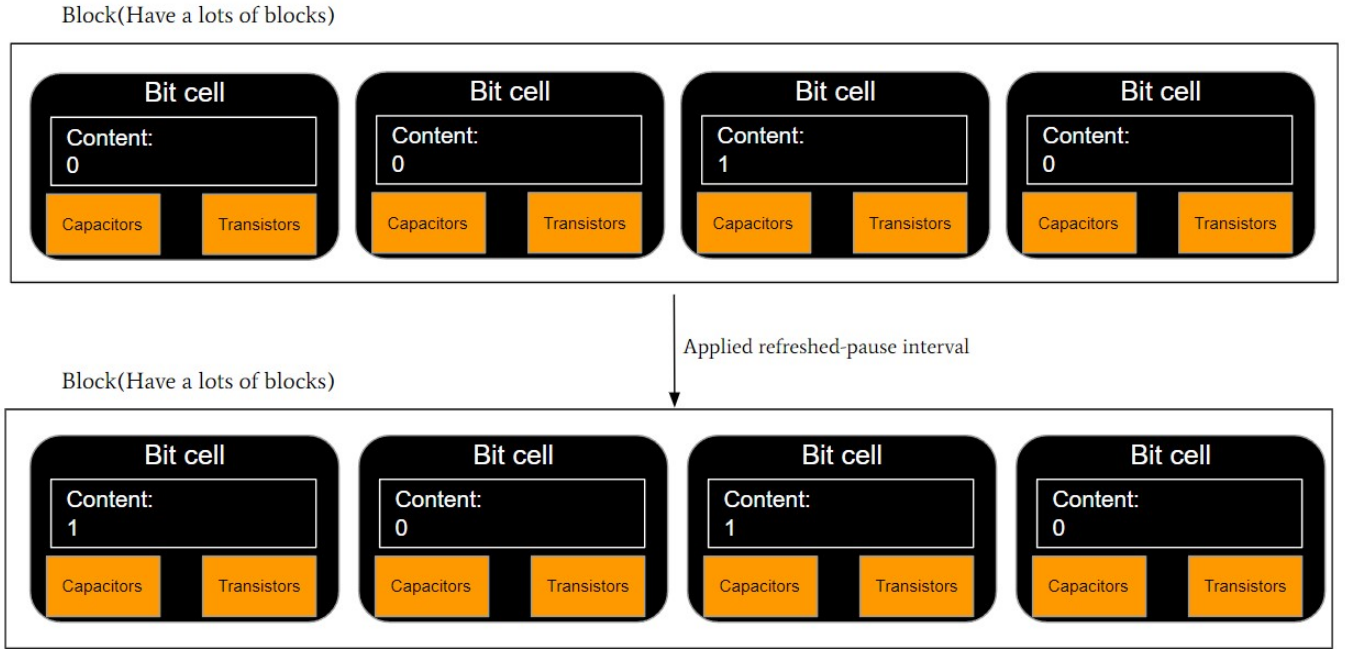 Block(Have a lots of blocks)
Bit cell Bit cell Bit cell Bit cell
Content: Content: Content: Content:
0 0 1 0
Capacitors Transistors Capacitors Transistors Capacitors Transistors Capacitors Transistors
Applied refreshed-pause interval
Block(Have a lots of blocks)
Bit cell Bit cell Bit cell Bit cell
Content: Content: Content: Content:
1 0 1 0
Capacitors Transistors Capacitors Transistors Capacitors Transistors Capacitors Transistors